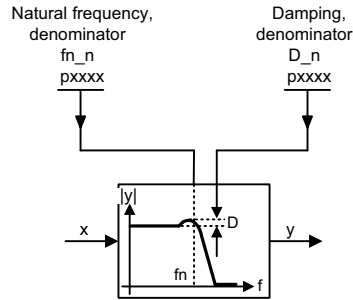 Natural frequency,
denominator
fn_n
pxxxx
Damping,
denominator
D_n
pxxxx
|y|
x
D
y
fn
f